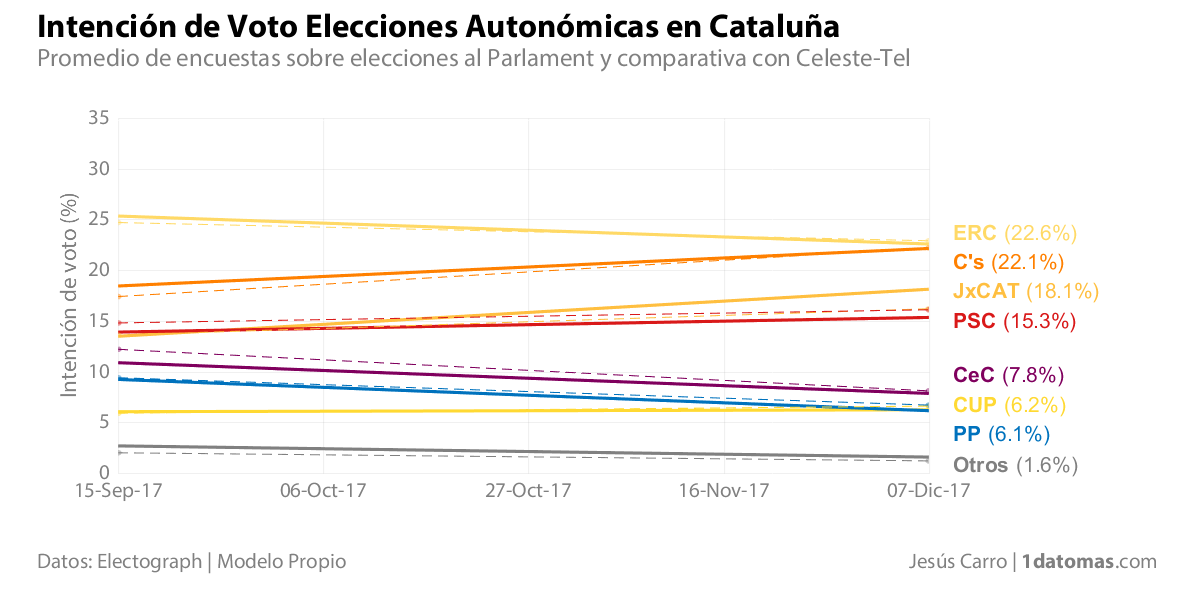 Intención de Voto Elecciones Autonómicas en Cataluña
Promedio de encuestas sobre elecciones al Parlament y comparativa con Celeste-Tel
Intención de voto (%)
35
30
25
20
15
10
5
0
15-Sep-17
06-Oct-17
27-Oct-17
16-Nov-17
07-Dic-17
ERC (22.6%)
C's (22.1%)
JxCAT (18.1%)
PSC (15.3%)
CeC (7.8%)
CUP (6.2%)
PP (6.1%)
Otros (1.6%)
Datos: Electograph | Modelo Propio
Jesús Carro | 1datomas.com